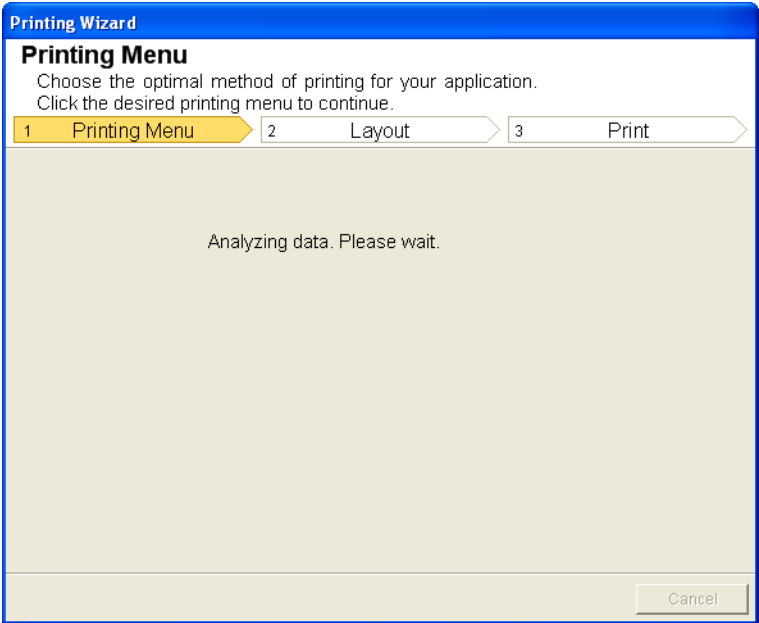 Printing Wizard
Printing Menu
Choose the optimal method of printing for your application.
Click the desired printing menu to continue.
1 Printing Menu 2 Layout 3 Print
Analyzing data. Please wait.
Cancel